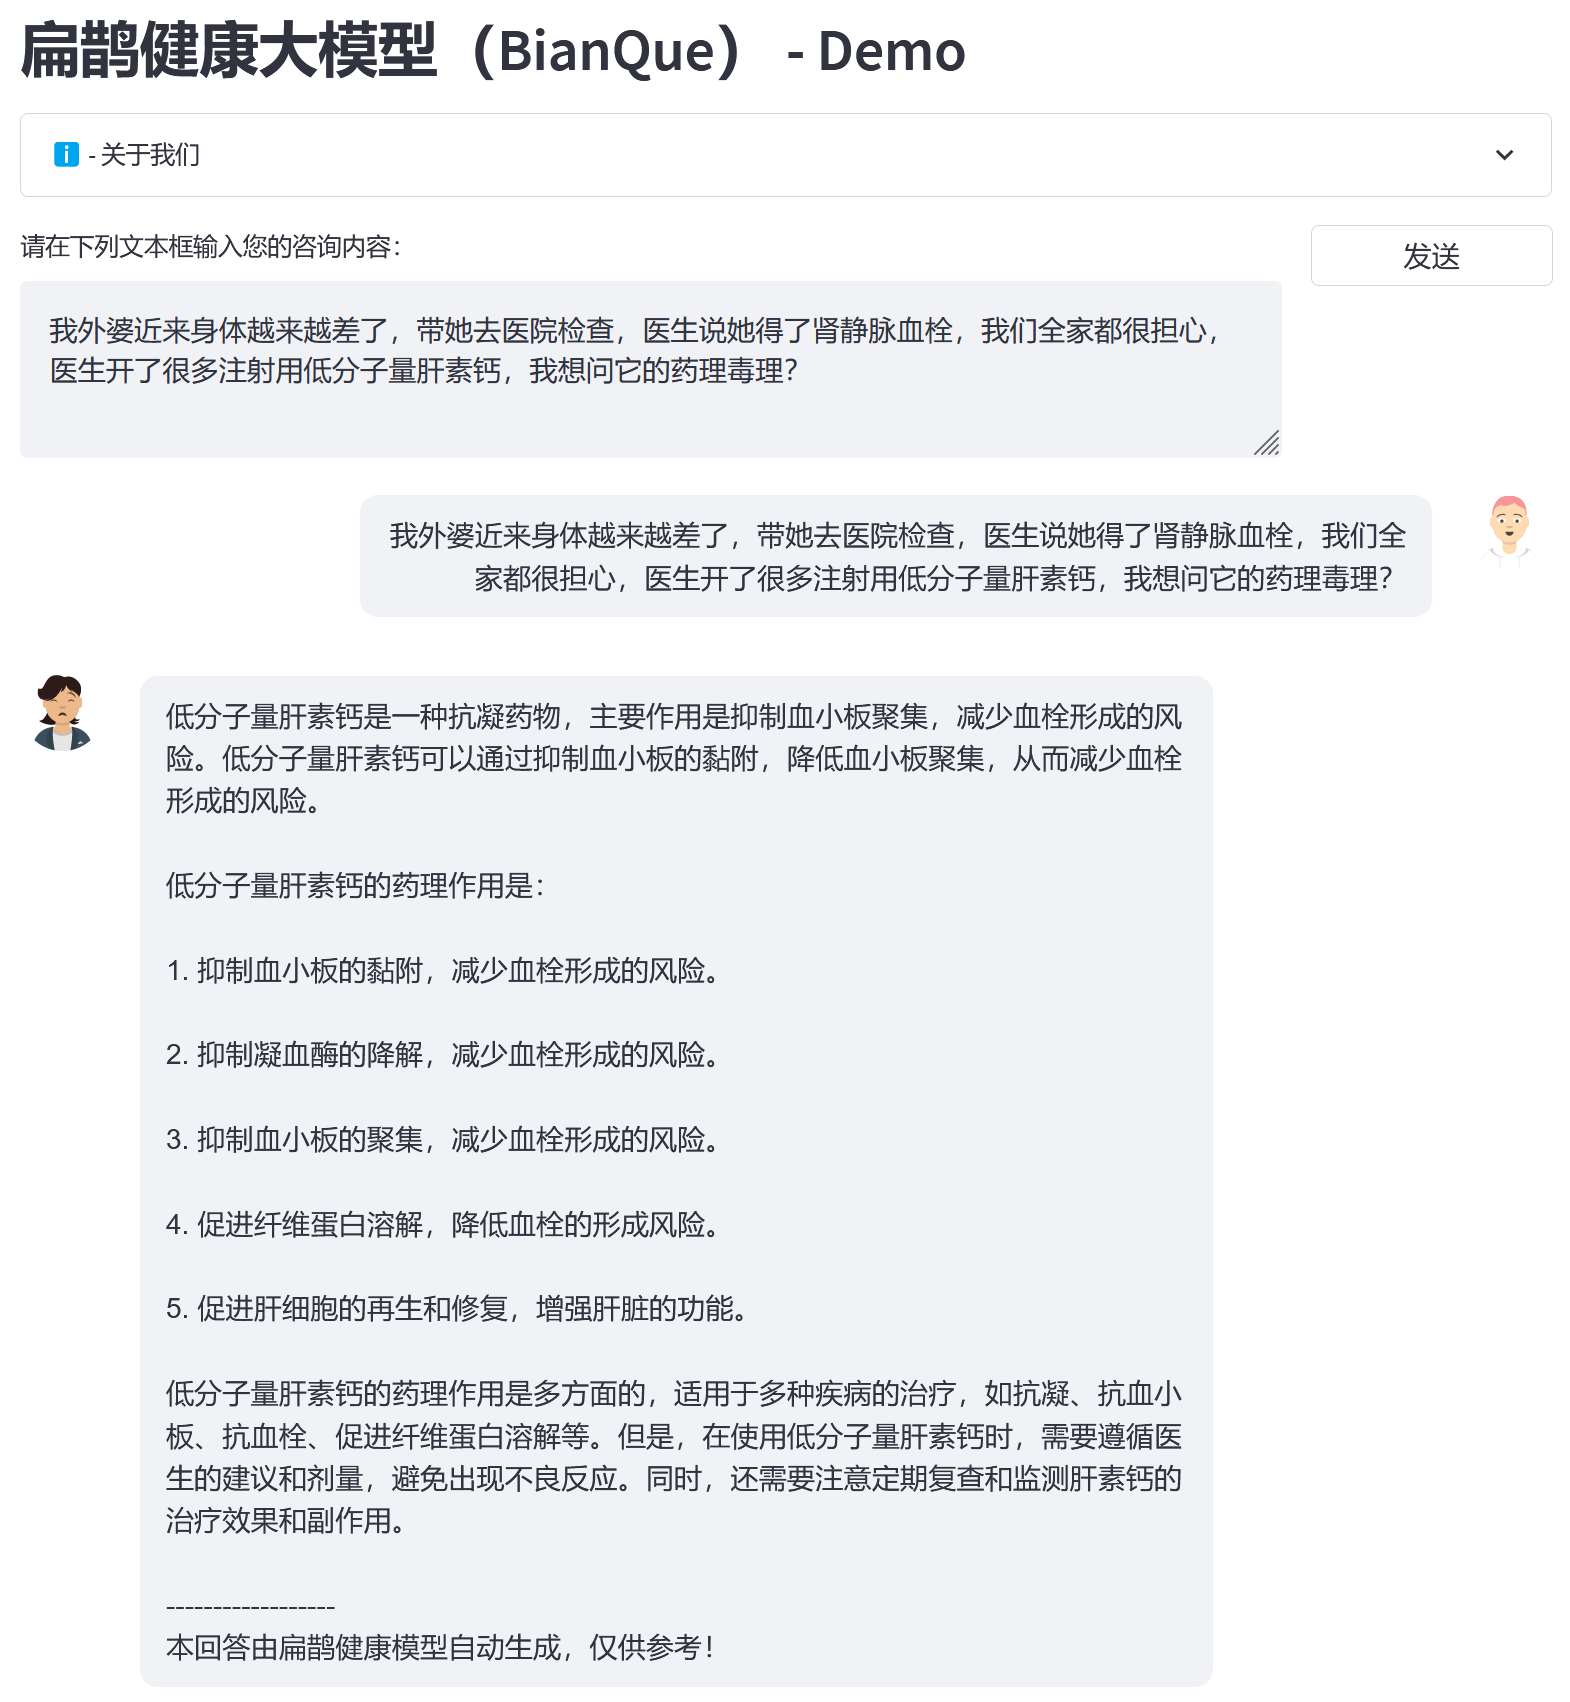 扁鹊健康大模型（BianQue） - Demo
ℹ️ - 关于我们
请在下列文本框输入您的咨询内容：
发送
我外婆近来身体越来越差了，带她去医院检查，医生说她得了肾静脉血栓，我们全家都很担心，
医生开了很多注射用低分子量肝素钙，我想问它的药理毒理？
我外婆近来身体越来越差了，带她去医院检查，医生说她得了肾静脉血栓，我们全
家都很担心，医生开了很多注射用低分子量肝素钙，我想问它的药理毒理？
低分子量肝素钙是一种抗凝药物，主要作用是抑制血小板聚集，减少血栓形成的风
险。低分子量肝素钙可以通过抑制血小板的黏附，降低血小板聚集，从而减少血栓
形成的风险。
低分子量肝素钙的药理作用是：
1. 抑制血小板的黏附，减少血栓形成的风险。
2. 抑制凝血酶的降解，减少血栓形成的风险。
3. 抑制血小板的聚集，减少血栓形成的风险。
4. 促进纤维蛋白溶解，降低血栓的形成风险。
5. 促进肝细胞的再生和修复，增强肝脏的功能。
低分子量肝素钙的药理作用是多方面的，适用于多种疾病的治疗，如抗凝、抗血小
板、抗血栓、促进纤维蛋白溶解等。但是，在使用低分子量肝素钙时，需要遵循医
生的建议和剂量，避免出现不良反应。同时，还需要注意定期复查和监测肝素钙的
治疗效果和副作用。
------------------
本回答由扁鹊健康模型自动生成，仅供参考！